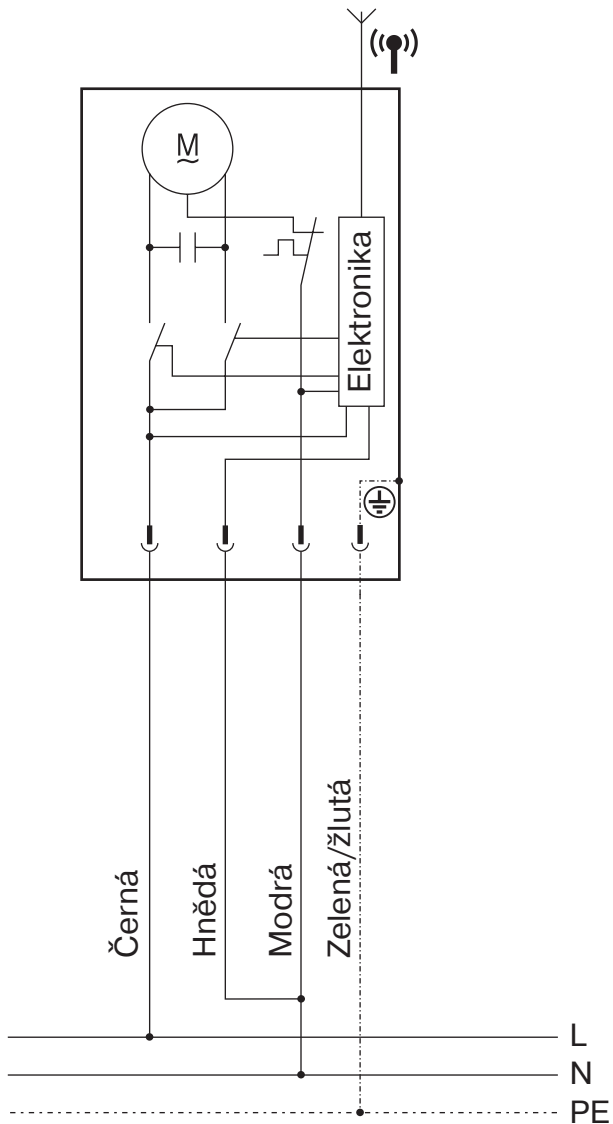 M
Elektronika
Černá
Hnědá
Modrá
Zelená/žlutá
L
N
PE